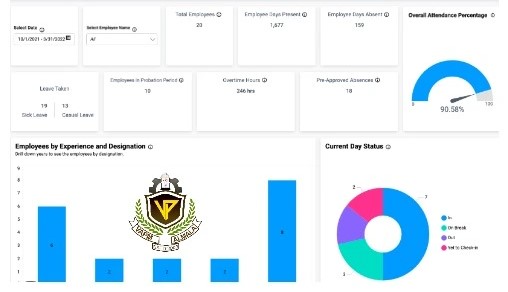 Select Date
10/1/2021 - 3/31/2022
Select Employee Name
All
Total Employees
20
Employee Days Present
1,677
Employee Days Absent
159
Overall Attendance Percentage
0
100
90.58%
Leave Taken
19
Sick Leave
13
Casual Leave
Employees in Probation Period
10
Overtime Hours
246 hrs
Pre-Approved Absences
18
Employees by Experience and Designation
Drill down years to see the employees by designation.
9
8
7
6
5
4
3
2
1
2
8
VP
Current Day Status
2
7
3
In
On Break
Out
Yet to Check-in